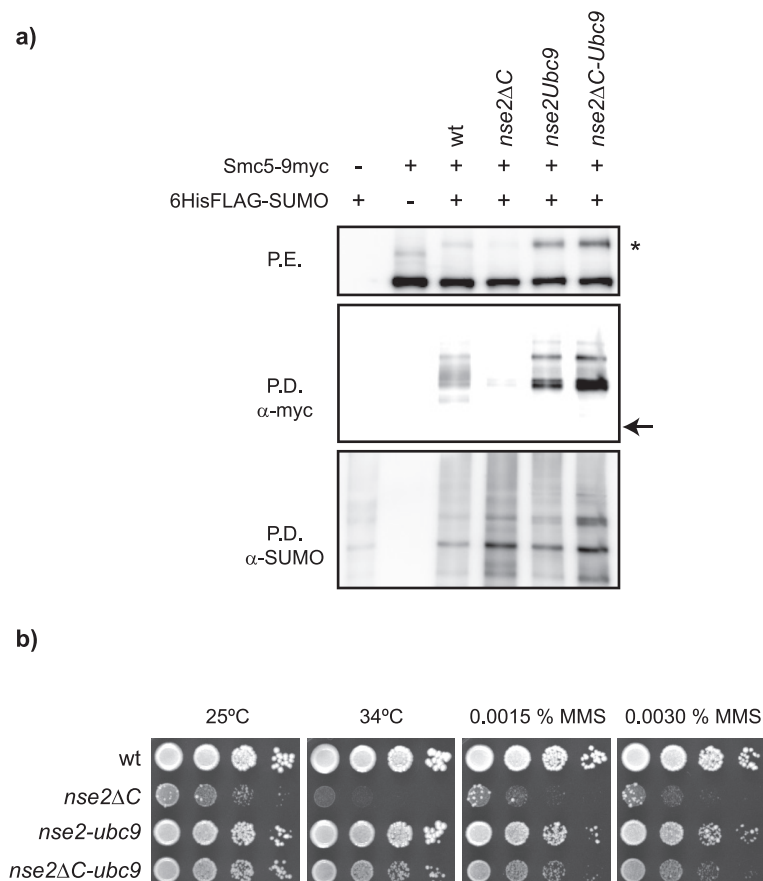 a)
wt
nse2ΔC
nse2Ubc9
nse2ΔC-Ubc9
Smc5-9myc - + + + + +
6HisFLAG-SUMO + - + + + +
P.E.
*
P.D.
α-myc
P.D.
α-SUMO
b)
25ºC 34ºC 0.0015 % MMS 0.0030 % MMS
wt
nse2ΔC
nse2-ubc9
nse2ΔC-ubc9